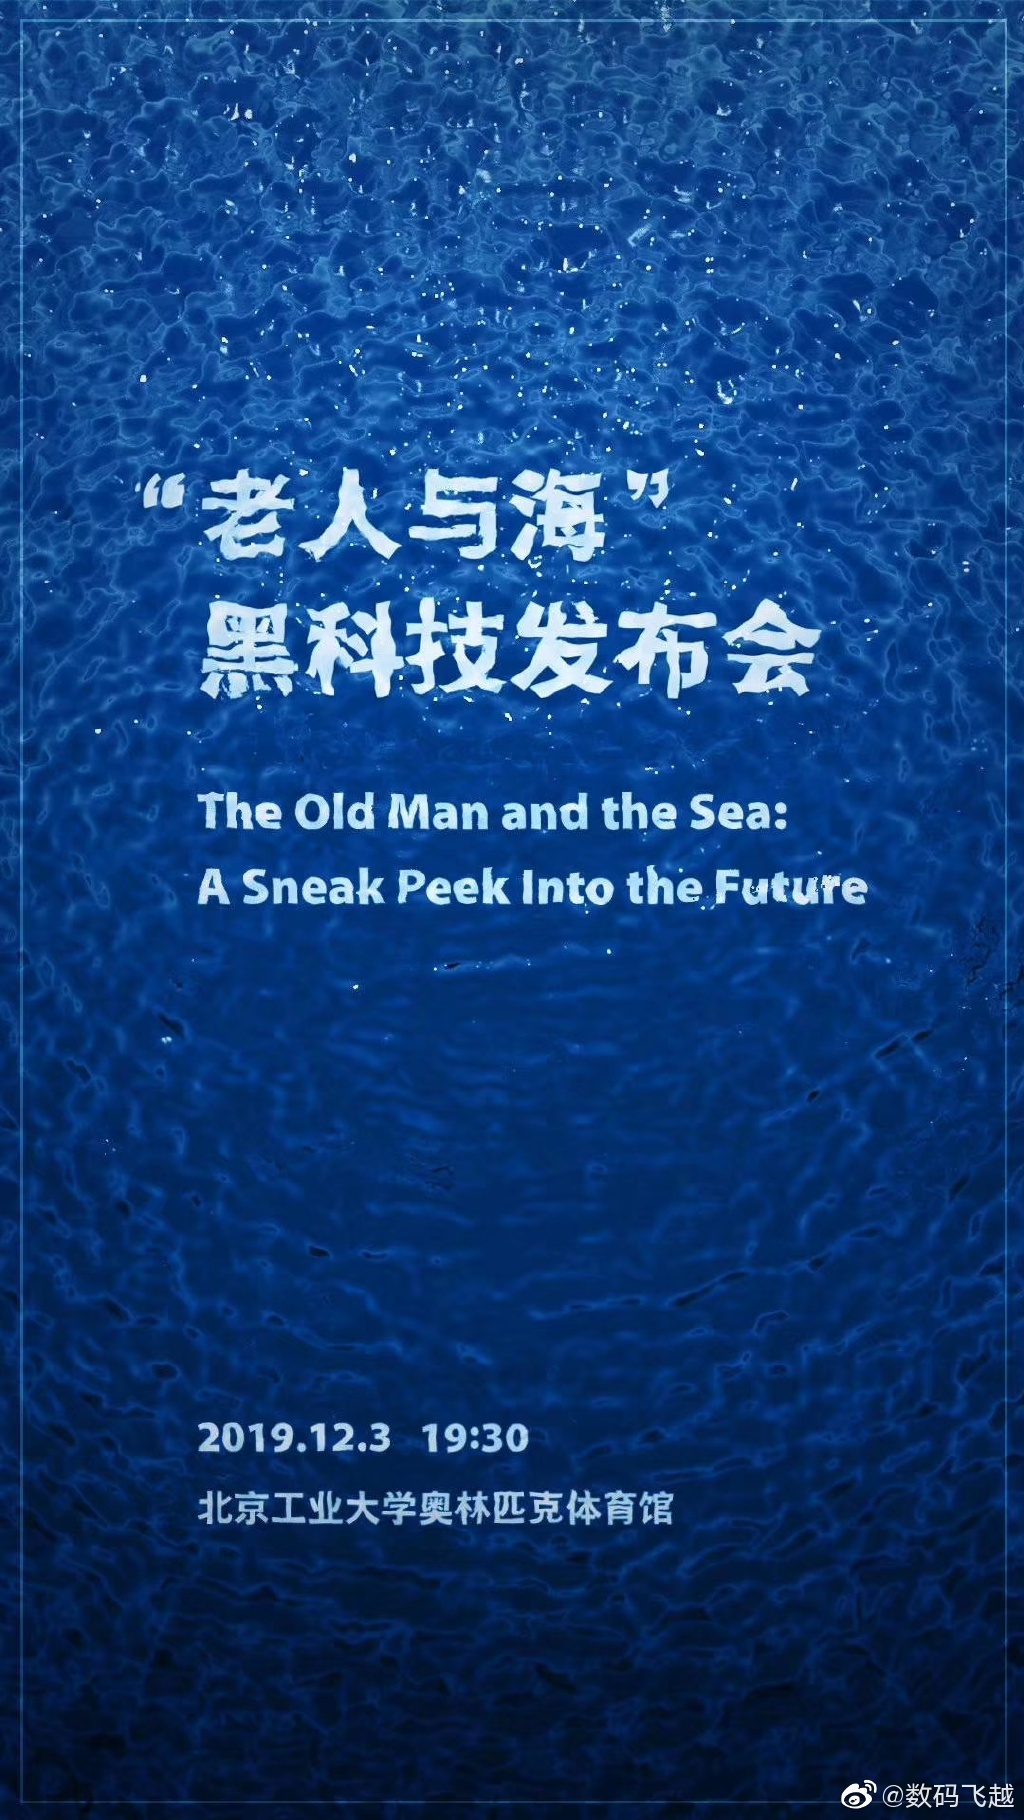 “老人与海”
黑科技发布会
The Old Man and the Sea:
A Sneak Peek Into the Future
2019.12.3 19:30
北京工业大学奥林匹克体育馆
@数码飞越